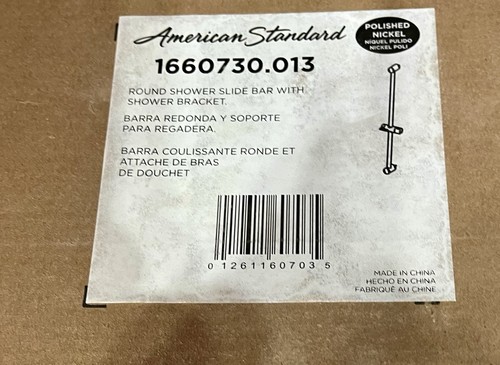 American Standard
POLISHED
NICKEL
NÍQUEL PULIDO
NICKEL POLI
1660730.013
ROUND SHOWER SLIDE BAR WITH
SHOWER BRACKET.
BARRA REDONDA Y SOPORTE
PARA REGADERA.
BARRA COULISSANTE RONDE ET
ATTACHE DE BRAS
DE DOUCHET
0 12611 60703 5
MADE IN CHINA
HECHO EN CHINA
FABRIQUÉ AU CHINE